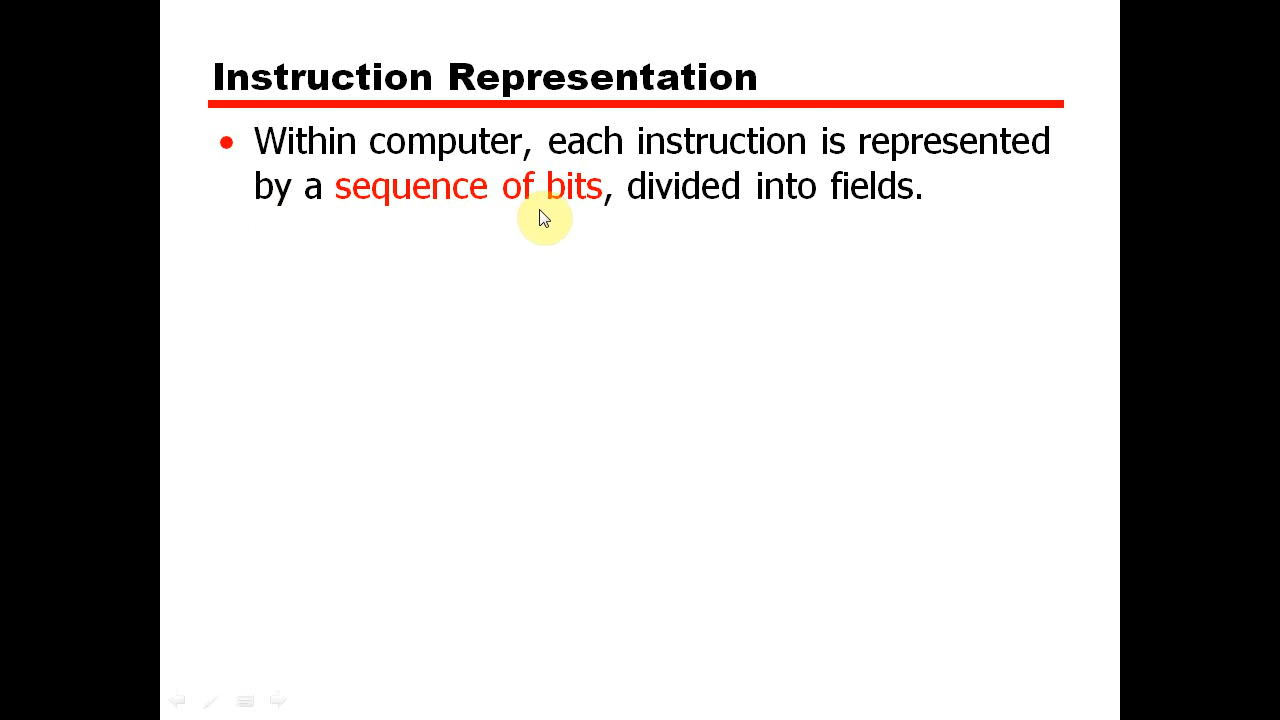 Instruction Representation
• Within computer, each instruction is represented
by a sequence of bits, divided into fields.